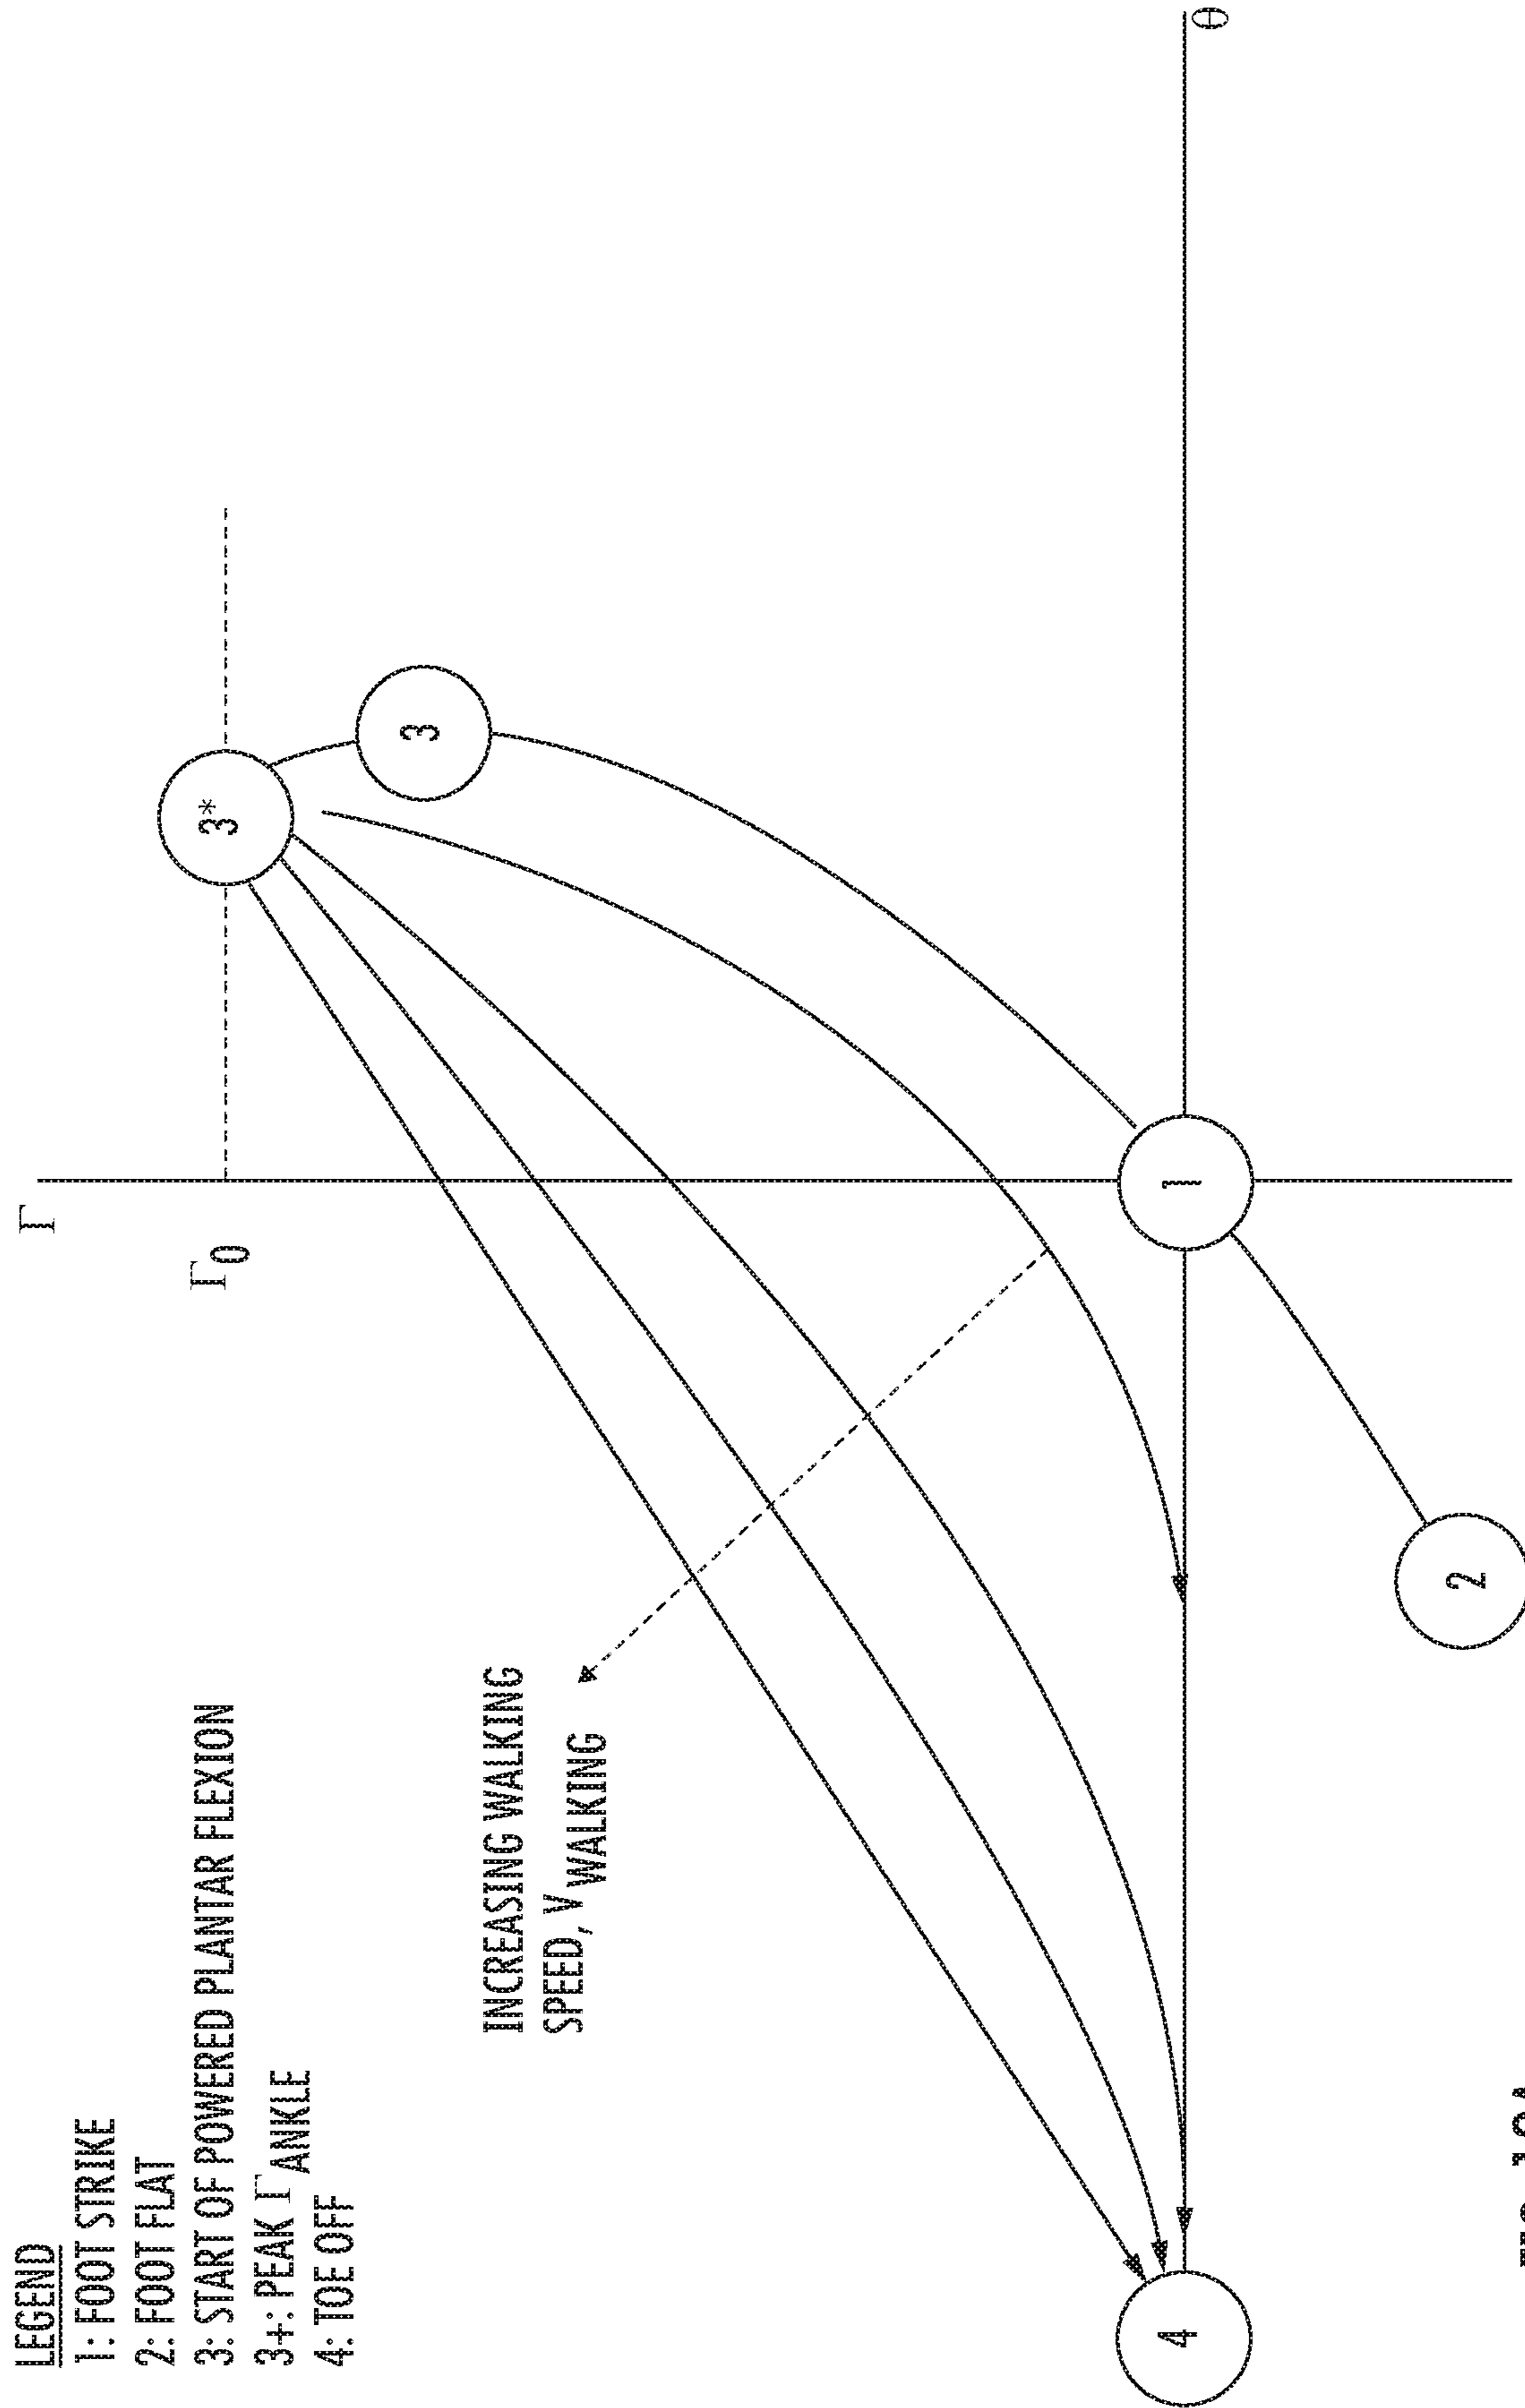 LEGEND
1: FOOT STRIKE
2: FOOT FLAT
3: START OF POWERED PLANTAR FLEXION
3+: PEAK Γ ANKLE
4: TOE OFF
INCREASING WALKING
SPEED, V WALKING
Γ
Γ0
3*
3
1
θ
2
4